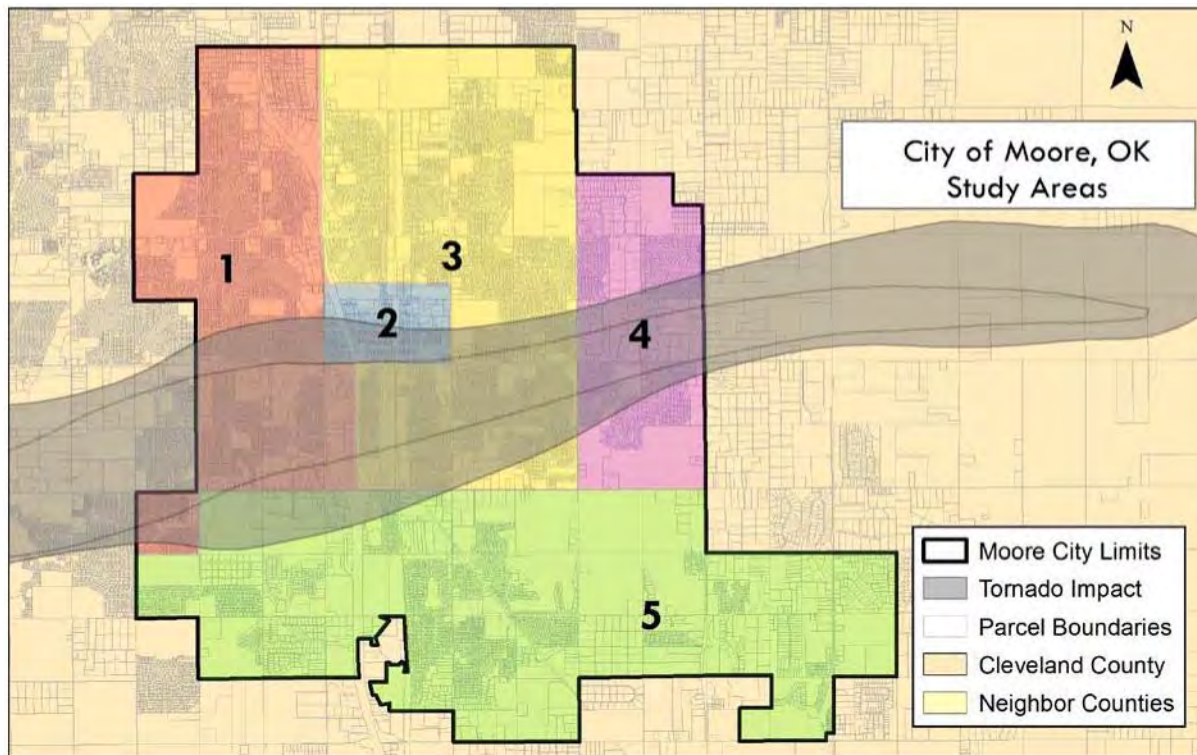 N
City of Moore, OK
Study Areas
1
3
2
4
5
Moore City Limits
Tornado Impact
Parcel Boundaries
Cleveland County
Neighbor Counties